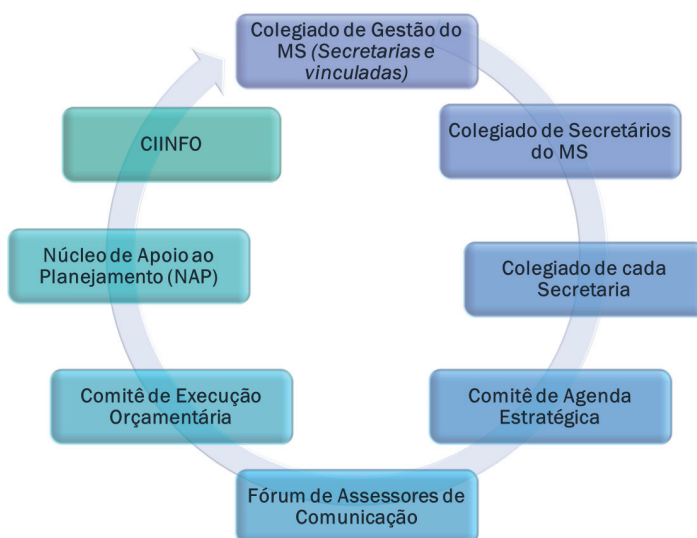 Colegiado de Gestão do
MS (Secretarias e
vinculadas)
Colegiado de Secretários
do MS
Colegiado de cada
Secretaria
Comitê de Agenda
Estratégica
Fórum de Assessores de
Comunicação
Comitê de Execução
Orçamentária
Núcleo de Apoio ao
Planejamento (NAP)
CIINFO